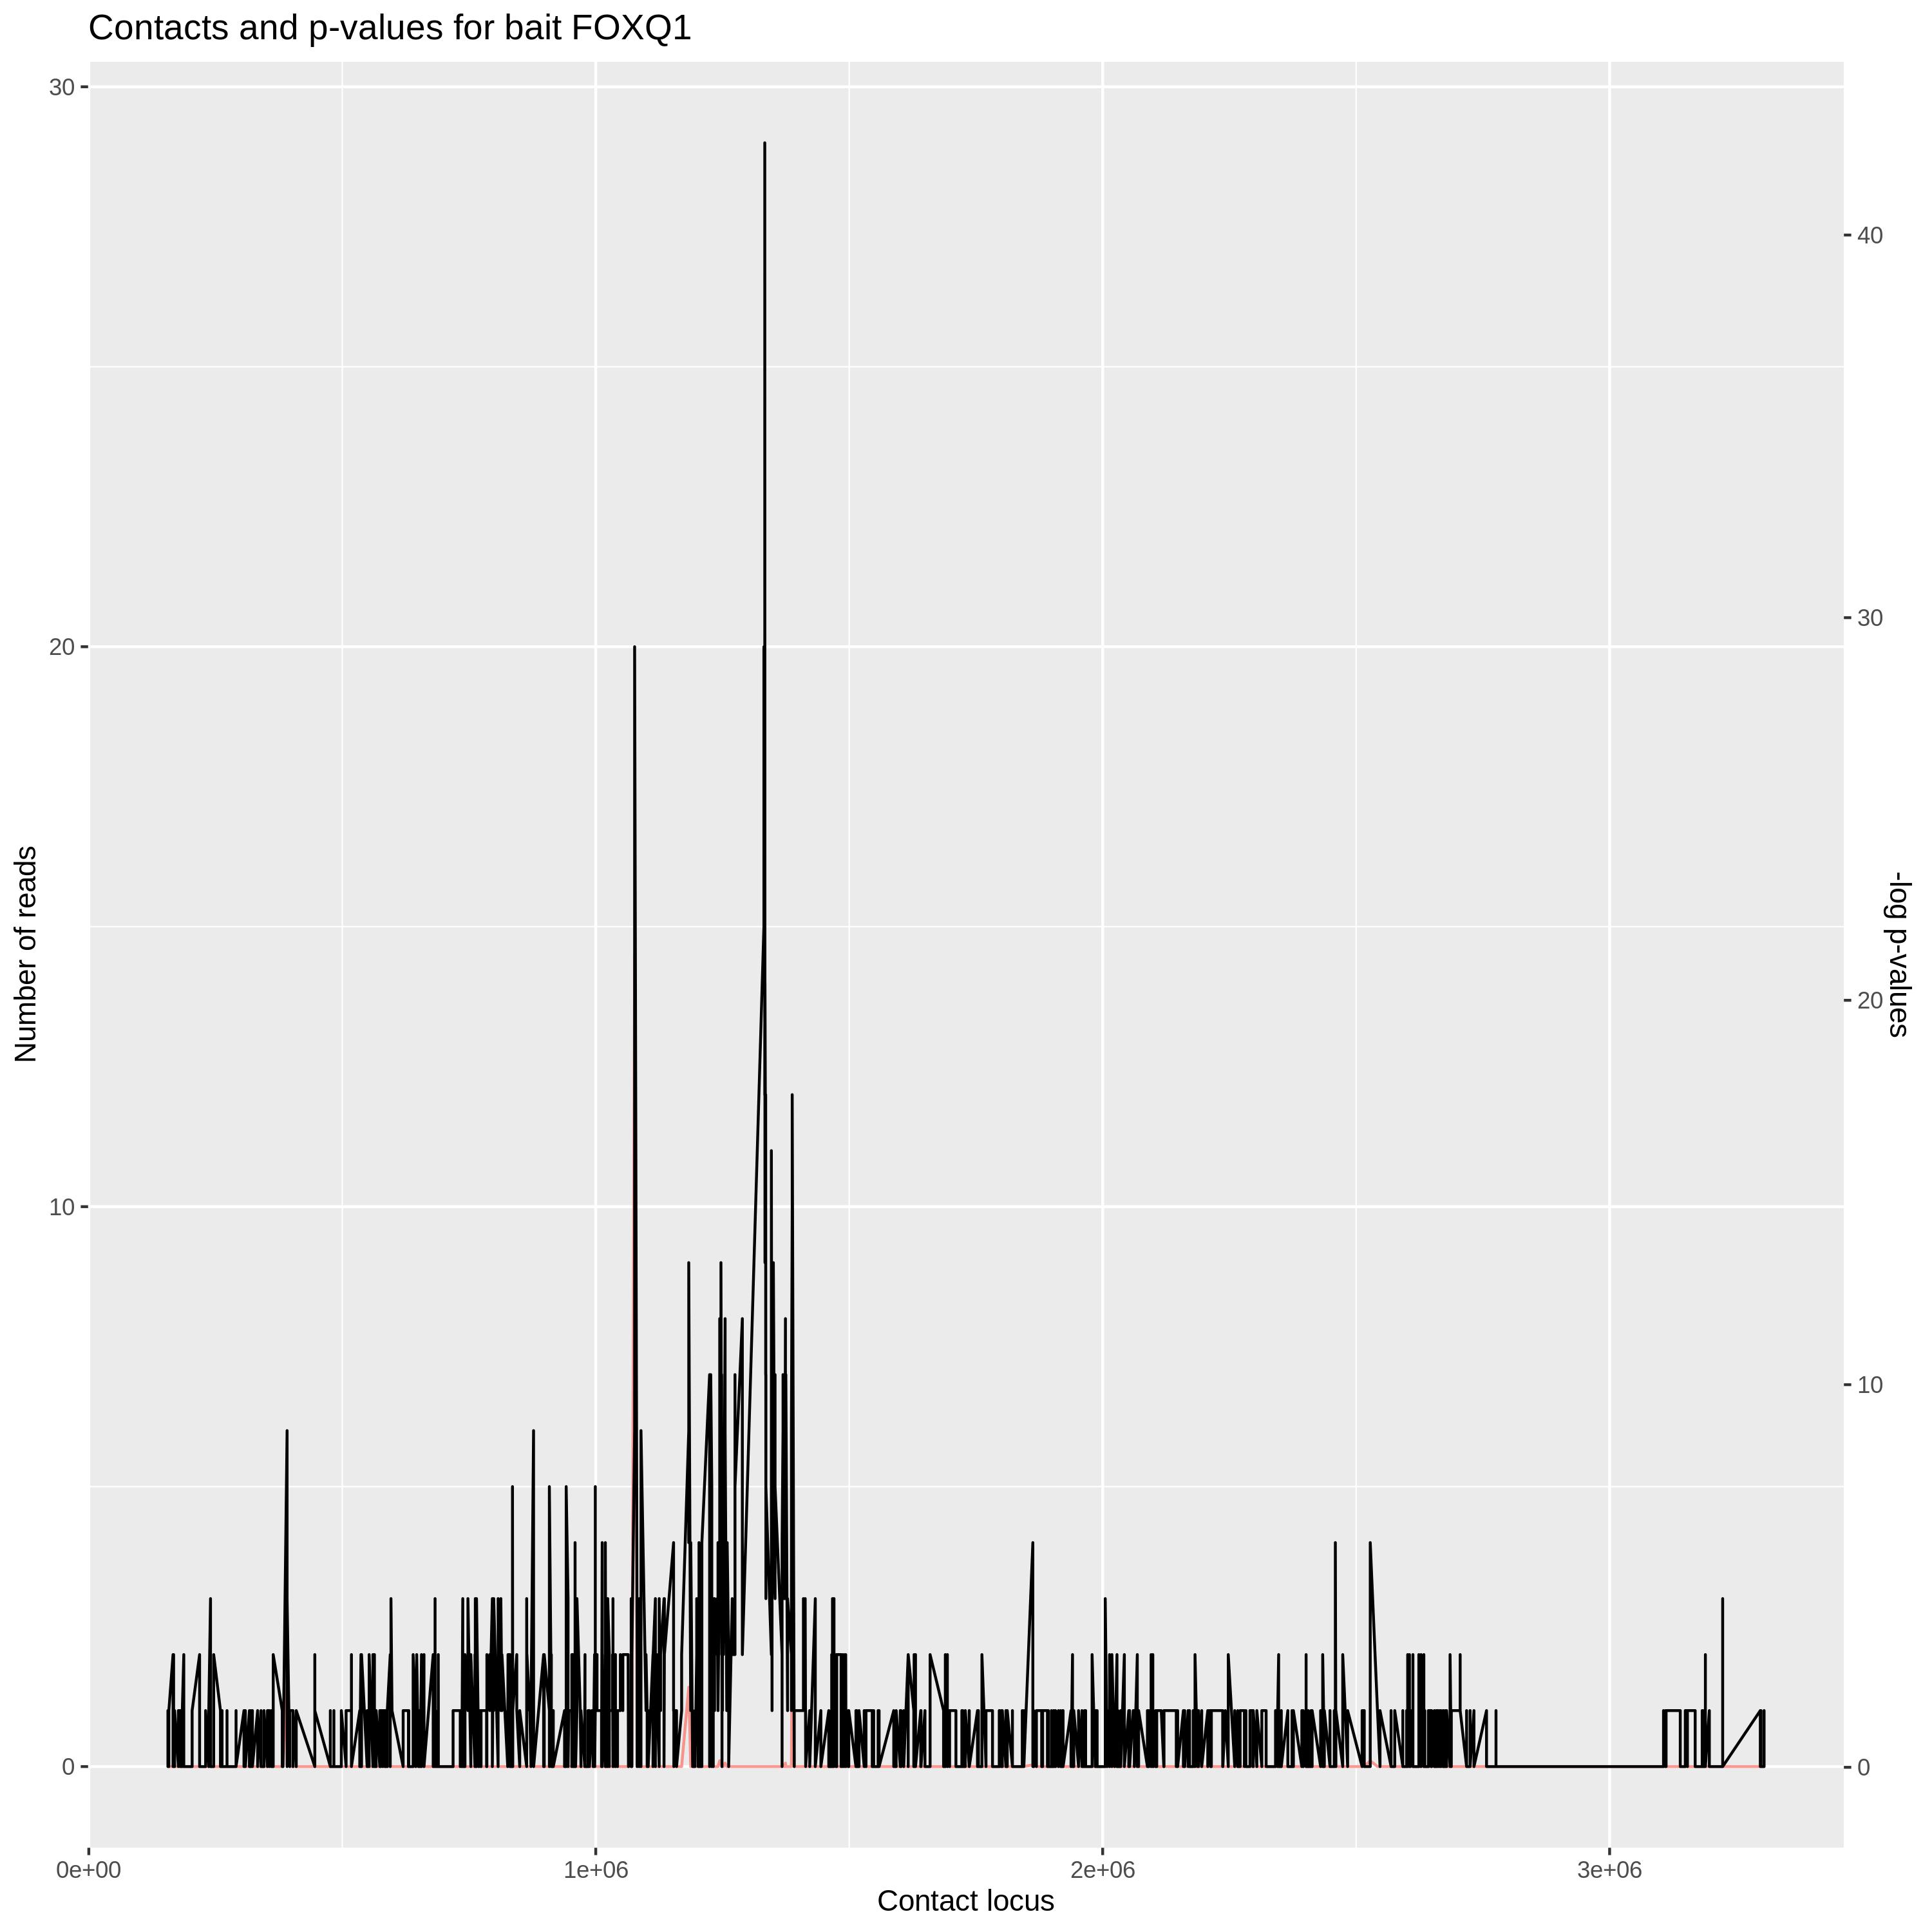 Contacts and p-values for bait FOXQ1
30
20
10
0
Number of reads
40
30
20
10
0
-log p-values
0e+00
1e+06
2e+06
3e+06
Contact locus